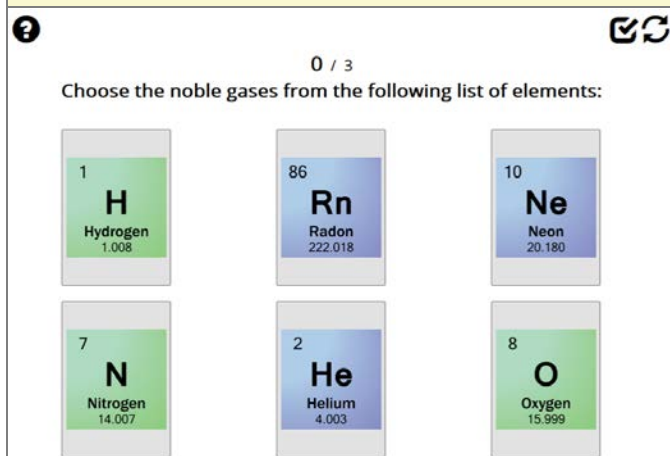 ?
0 / 3
Choose the noble gases from the following list of elements:
1
H
Hydrogen
1.008
86
Rn
Radon
222.018
10
Ne
Neon
20.180
7
N
Nitrogen
14.007
2
He
Helium
4.003
8
O
Oxygen
15.999